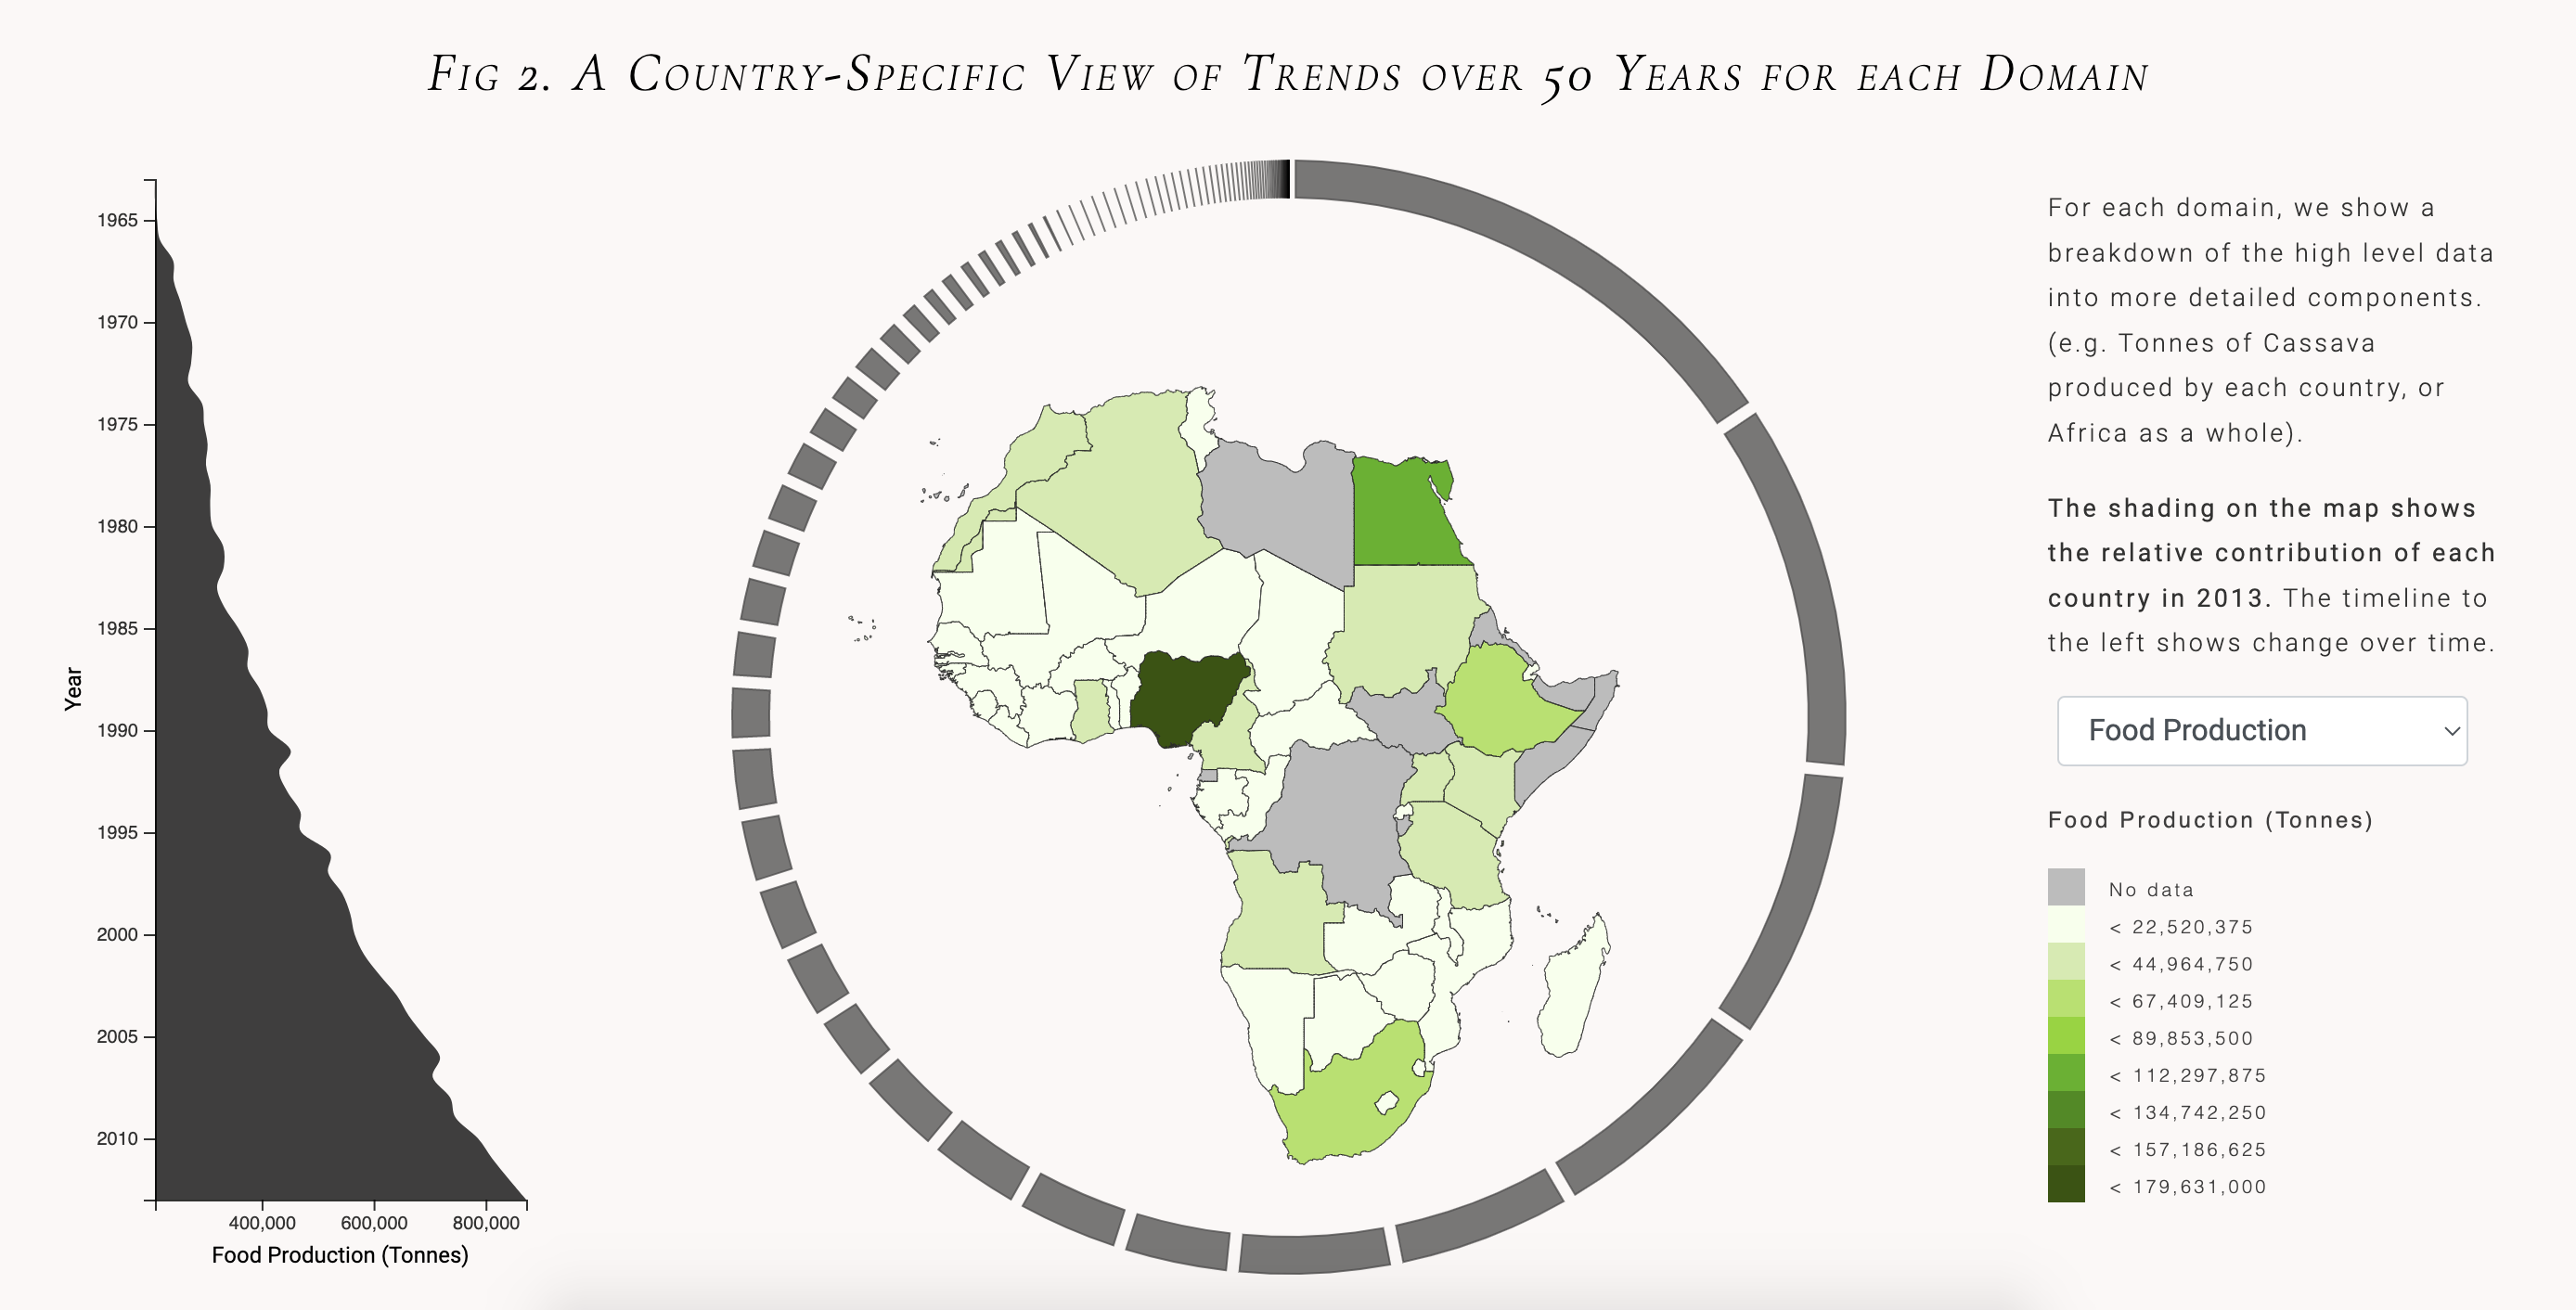 Fig 2. A Country-Specific View of Trends over 50 Years for each Domain
1965
1970
1975
1980
1985
1990
1995
2000
2005
2010
Year
400,000 600,000 800,000
Food Production (Tonnes)
For each domain, we show a
breakdown of the high level data
into more detailed components.
(e.g. Tonnes of Cassava
produced by each country, or
Africa as a whole).
The shading on the map shows
the relative contribution of each
country in 2013. The timeline to
the left shows change over time.
Food Production
Food Production (Tonnes)
No data
< 22,520,375
< 44,964,750
< 67,409,125
< 89,853,500
< 112,297,875
< 134,742,250
< 157,186,625
< 179,631,000